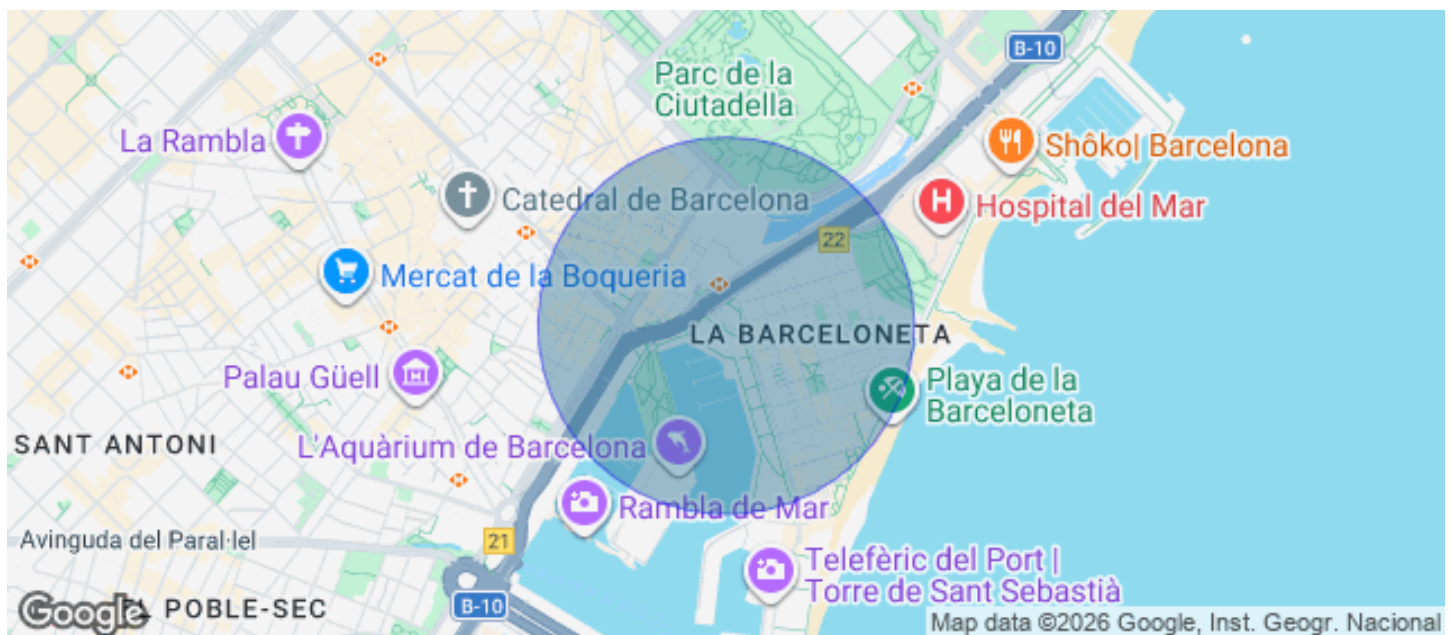 B-10
Parc de la
Ciutadella
La Rambla
Shôko| Barcelona
Catedral de Barcelona
Hospital del Mar
22
Mercat de la Boqueria
LA BARCELONETA
Palau Güell
Playa de la
Barceloneta
SANT ANTONI
L'Aquàrium de Barcelona
Rambla de Mar
21
Avinguda del Paral·lel
Telefèric del Port |
Torre de Sant Sebastià
B-10
POBLE-SEC
Google
Map data ©2026 Google, Inst. Geogr. Nacional